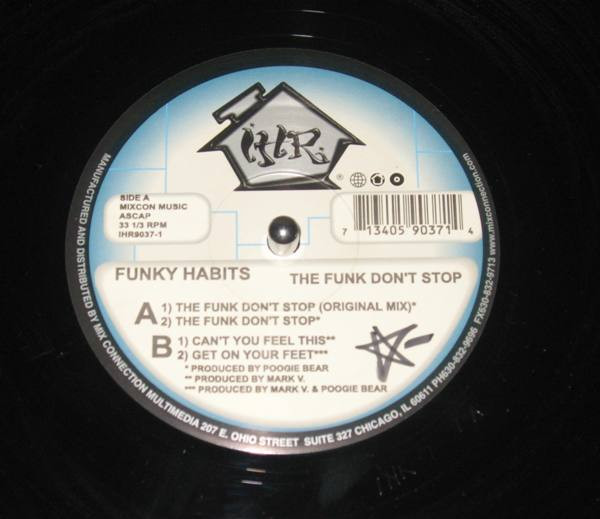 IHR
®
SIDE A
MIXCON MUSIC
ASCAP
33 1/3 RPM
IHR9037-1
7 13405 90371 4
FUNKY HABITS
THE FUNK DON'T STOP
A 1) THE FUNK DON'T STOP (ORIGINAL MIX)*
2) THE FUNK DON'T STOP*
B 1) CAN'T YOU FEEL THIS**
2) GET ON YOUR FEET***
* PRODUCED BY POOGIE BEAR
** PRODUCED BY MARK V.
*** PRODUCED BY MARK V. & POOGIE BEAR
MANUFACTURED AND DISTRIBUTED BY MIX CONNECTION MULTIMEDIA 207 E. OHIO STREET SUITE 327 CHICAGO, IL 60611 PH630-832-9696 FX630-832-9713 www.mixconnection.com